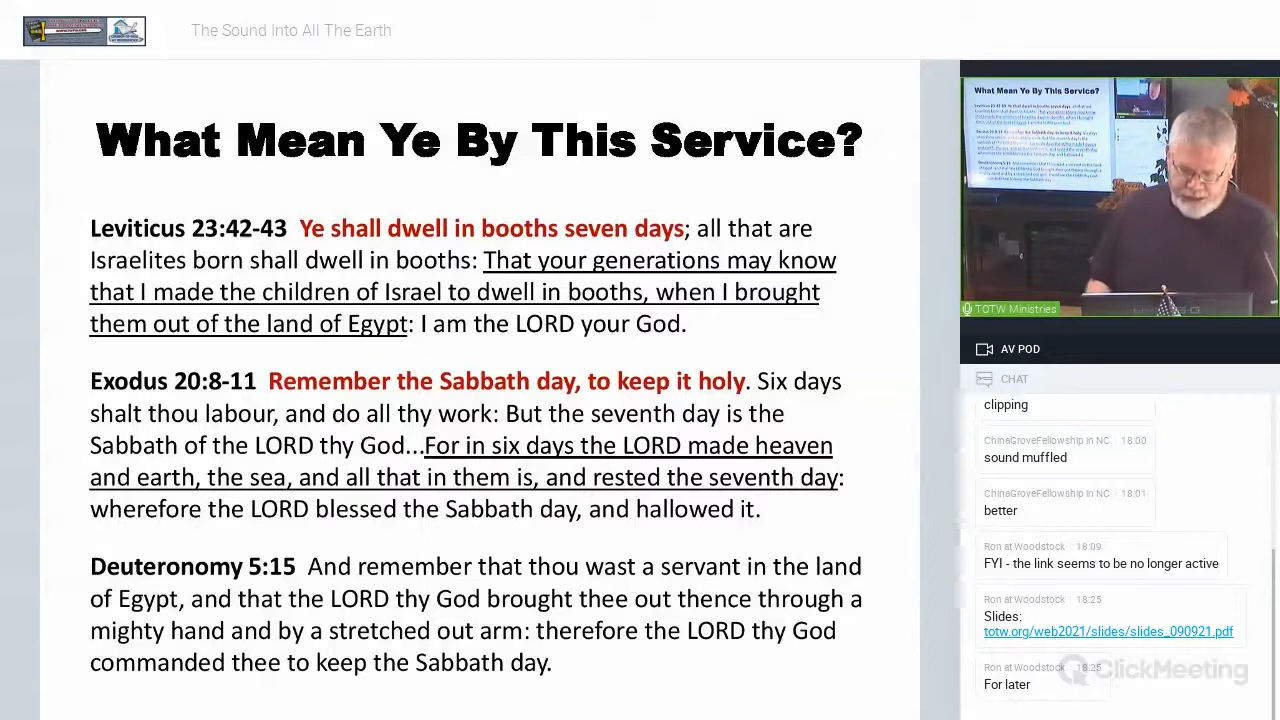 The Sound Into All The Earth
What Mean Ye By This Service?
Leviticus 23:42-43 Ye shall dwell in booths seven days; all that are
Israelites born shall dwell in booths: That your generations may know
that I made the children of Israel to dwell in booths, when I brought
them out of the land of Egypt: I am the LORD your God.
Exodus 20:8-11 Remember the Sabbath day, to keep it holy. Six days
shalt thou labour, and do all thy work: But the seventh day is the
Sabbath of the LORD thy God...For in six days the LORD made heaven
and earth, the sea, and all that in them is, and rested the seventh day:
wherefore the LORD blessed the Sabbath day, and hallowed it.
Deuteronomy 5:15 And remember that thou wast a servant in the land
of Egypt, and that the LORD thy God brought thee out thence through a
mighty hand and by a stretched out arm: therefore the LORD thy God
commanded thee to keep the Sabbath day.
What Mean Ye By This Service?
TOTW Ministries
AV POD
CHAT
clipping
ChinaGroveFellowship in NC 18:00
sound muffled
ChinaGroveFellowship in NC 18:01
better
Ron at Woodstock 18:09
FYI - the link seems to be no longer active
Ron at Woodstock 18:25
Slides:
totw.org/web2021/slides/slides_090921.pdf
Ron at Woodstock 18:25
For later
ClickMeeting